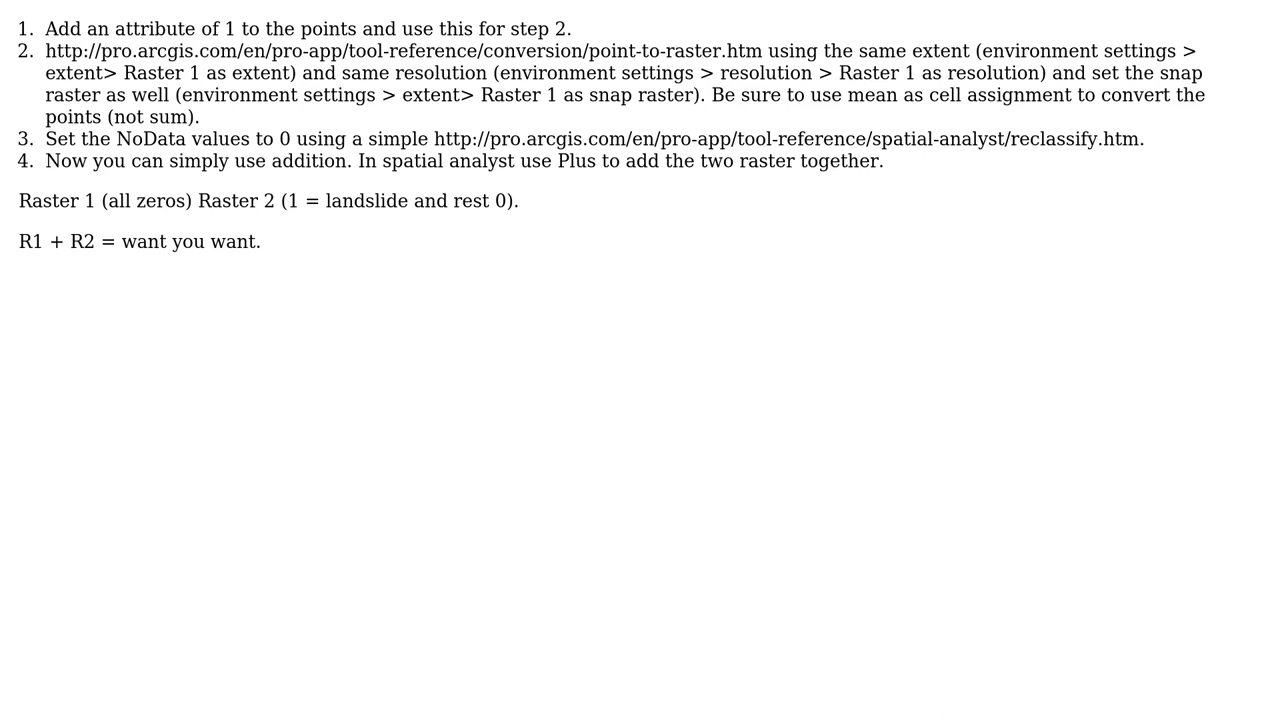 1. Add an attribute of 1 to the points and use this for step 2.
2. http://pro.arcgis.com/en/pro-app/tool-reference/conversion/point-to-raster.htm using the same extent (environment settings >
extent> Raster 1 as extent) and same resolution (environment settings > resolution > Raster 1 as resolution) and set the snap
raster as well (environment settings > extent> Raster 1 as snap raster). Be sure to use mean as cell assignment to convert the
points (not sum).
3. Set the NoData values to 0 using a simple http://pro.arcgis.com/en/pro-app/tool-reference/spatial-analyst/reclassify.htm.
4. Now you can simply use addition. In spatial analyst use Plus to add the two raster together.
Raster 1 (all zeros) Raster 2 (1 = landslide and rest 0).
R1 + R2 = want you want.